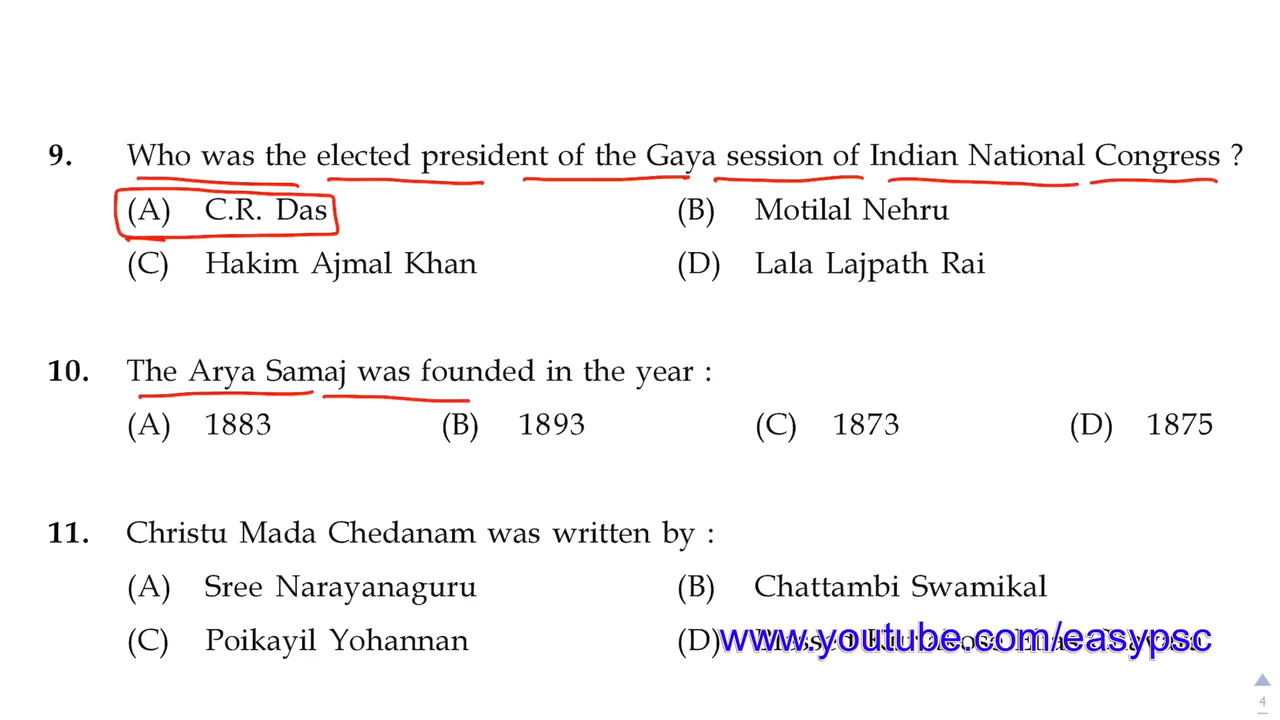 9. Who was the elected president of the Gaya session of Indian National Congress ?
(A) C.R. Das (B) Motilal Nehru
(C) Hakim Ajmal Khan (D) Lala Lajpath Rai
10. The Arya Samaj was founded in the year :
(A) 1883 (B) 1893 (C) 1873 (D) 1875
11. Christu Mada Chedanam was written by :
(A) Sree Narayanaguru (B) Chattambi Swamikal
(C) Poikayil Yohannan (D)
www.youtube.com/easypsc
4